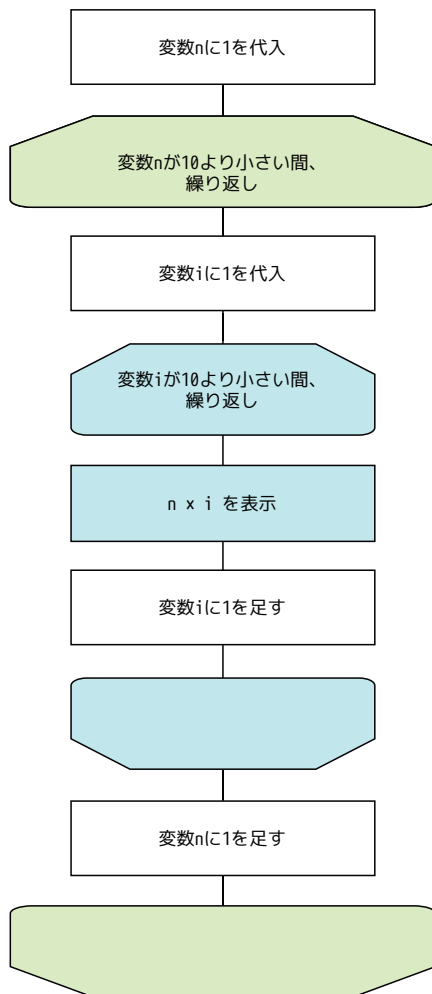 変数nに1を代入
変数nが10より小さい間、
繰り返し
変数iに1を代入
変数iが10より小さい間、
繰り返し
n × i を表示
変数iに1を足す
変数nに1を足す